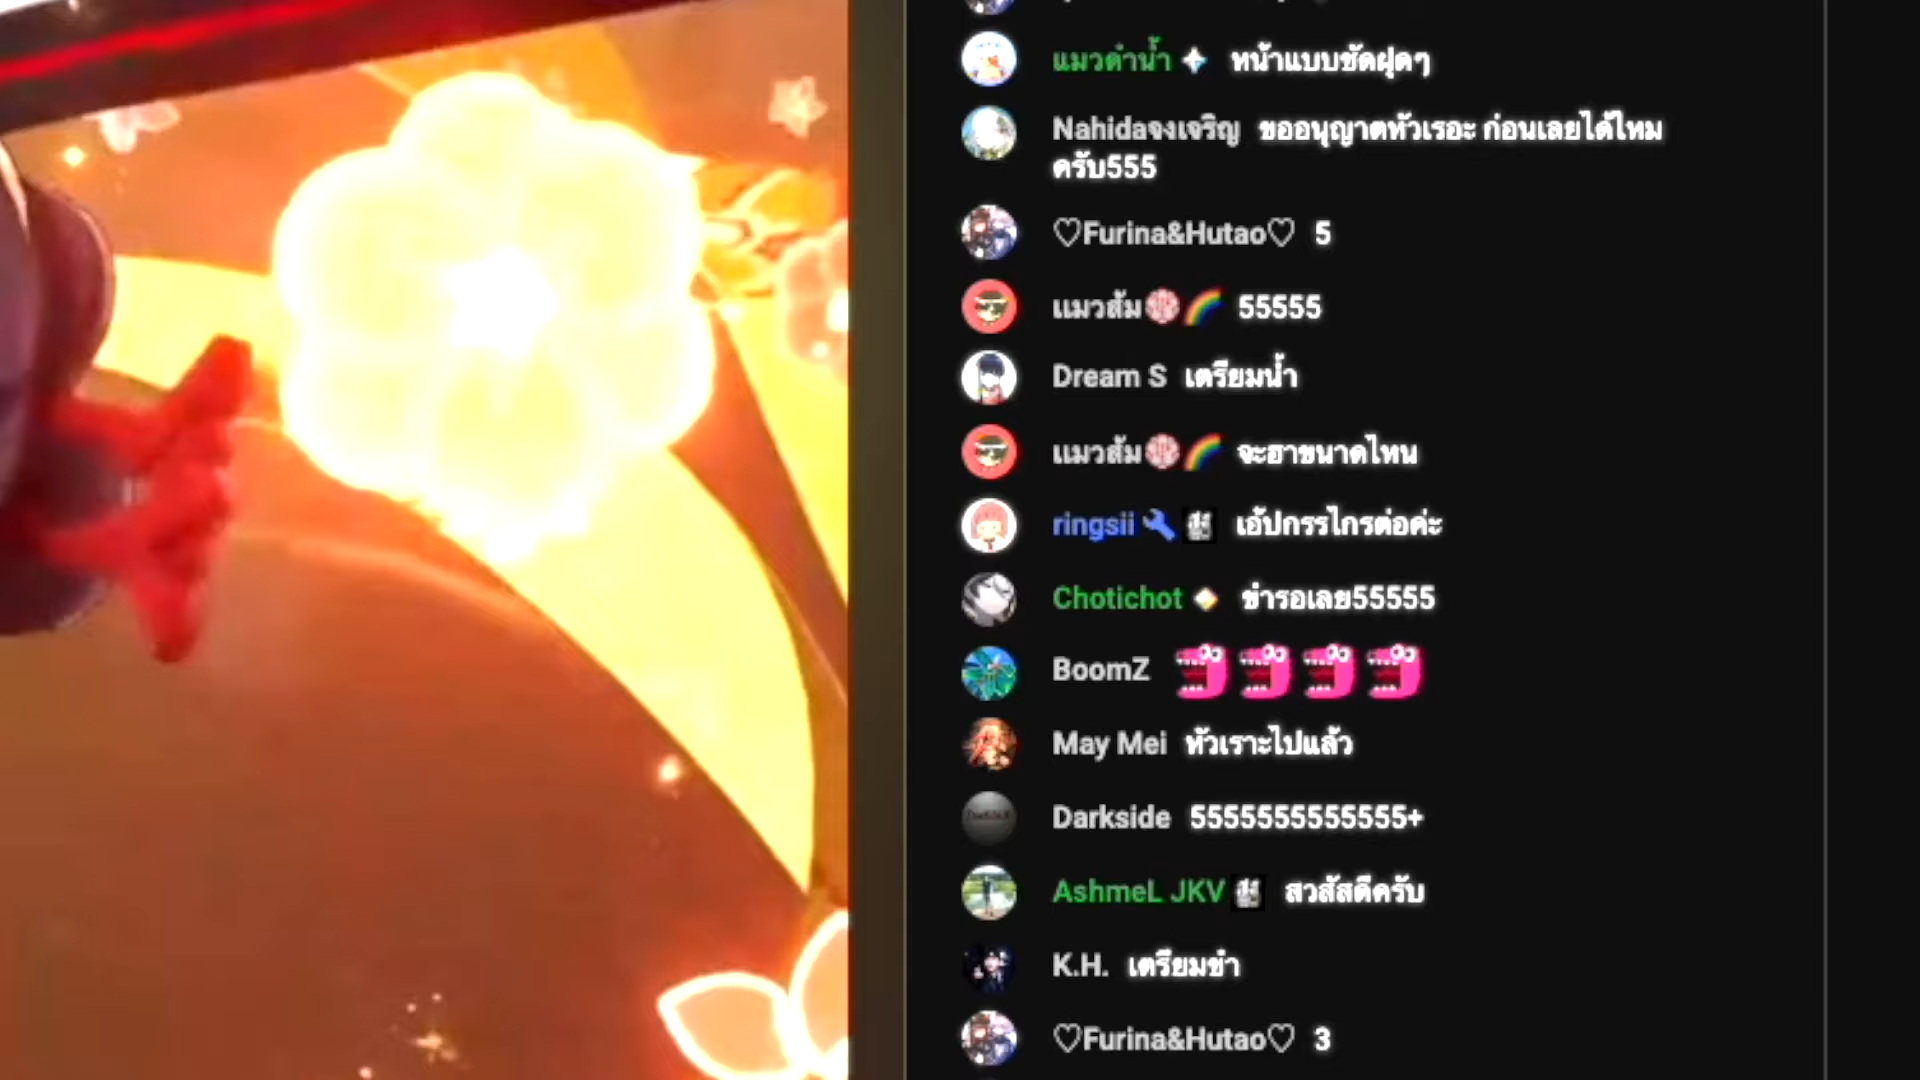 แมวดำน้ำ หน้าแบบชัดฝุดๆ
Nahidaจงเจริญ ขออนุญาตหัวเรอะ ก่อนเลยได้ไหม
ครับ555
♡Furina&Hutao♡ 5
แมวส้ม🌈 55555
Dream S เตรียมน้ำ
แมวส้ม🌈 จะฮาขนาดไหน
ringsii เอ้ปกรรไกรต่อค่ะ
Chotichot ขำรอเลย55555
BoomZ
May Mei หัวเราะไปแล้ว
Darkside 5555555555555+
AshmeL JKV สวสัสดีครับ
K.H. เตรียมขำ
♡Furina&Hutao♡ 3